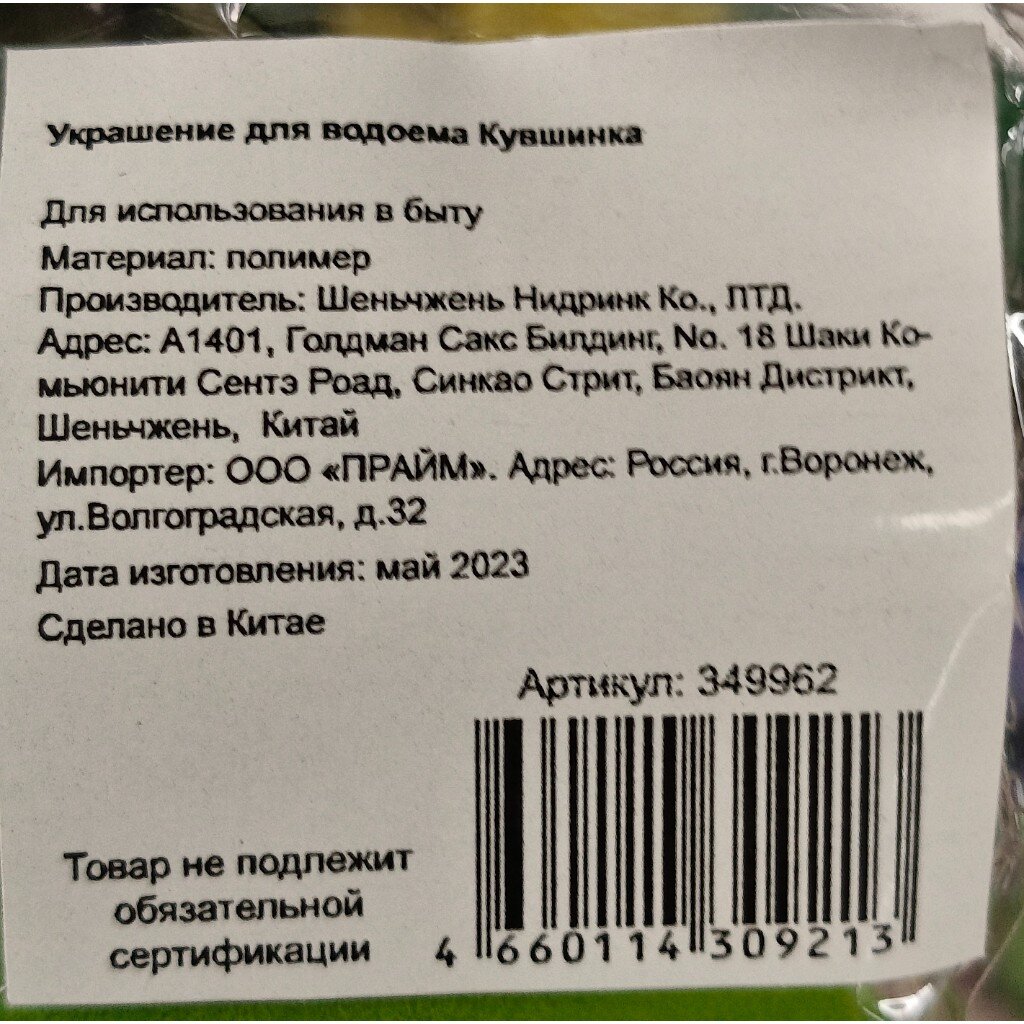 Украшение для водоема Кувшинка
Для использования в быту
Материал: полимер
Производитель: Шеньчжень Нидринк Ко., ЛТД.
Адрес: А1401, Голдман Сакс Билдинг, No. 18 Шаки Ко-
мьюнити Сентэ Роад, Синкао Стрит, Баоян Дистрикт,
Шеньчжень, Китай
Импортер: ООО «ПРАЙМ». Адрес: Россия, г.Воронеж,
ул.Волгоградская, д.32
Дата изготовления: май 2023
Сделано в Китае
Артикул: 349962
Товар не подлежит
обязательной
сертификации
4 660114 309213